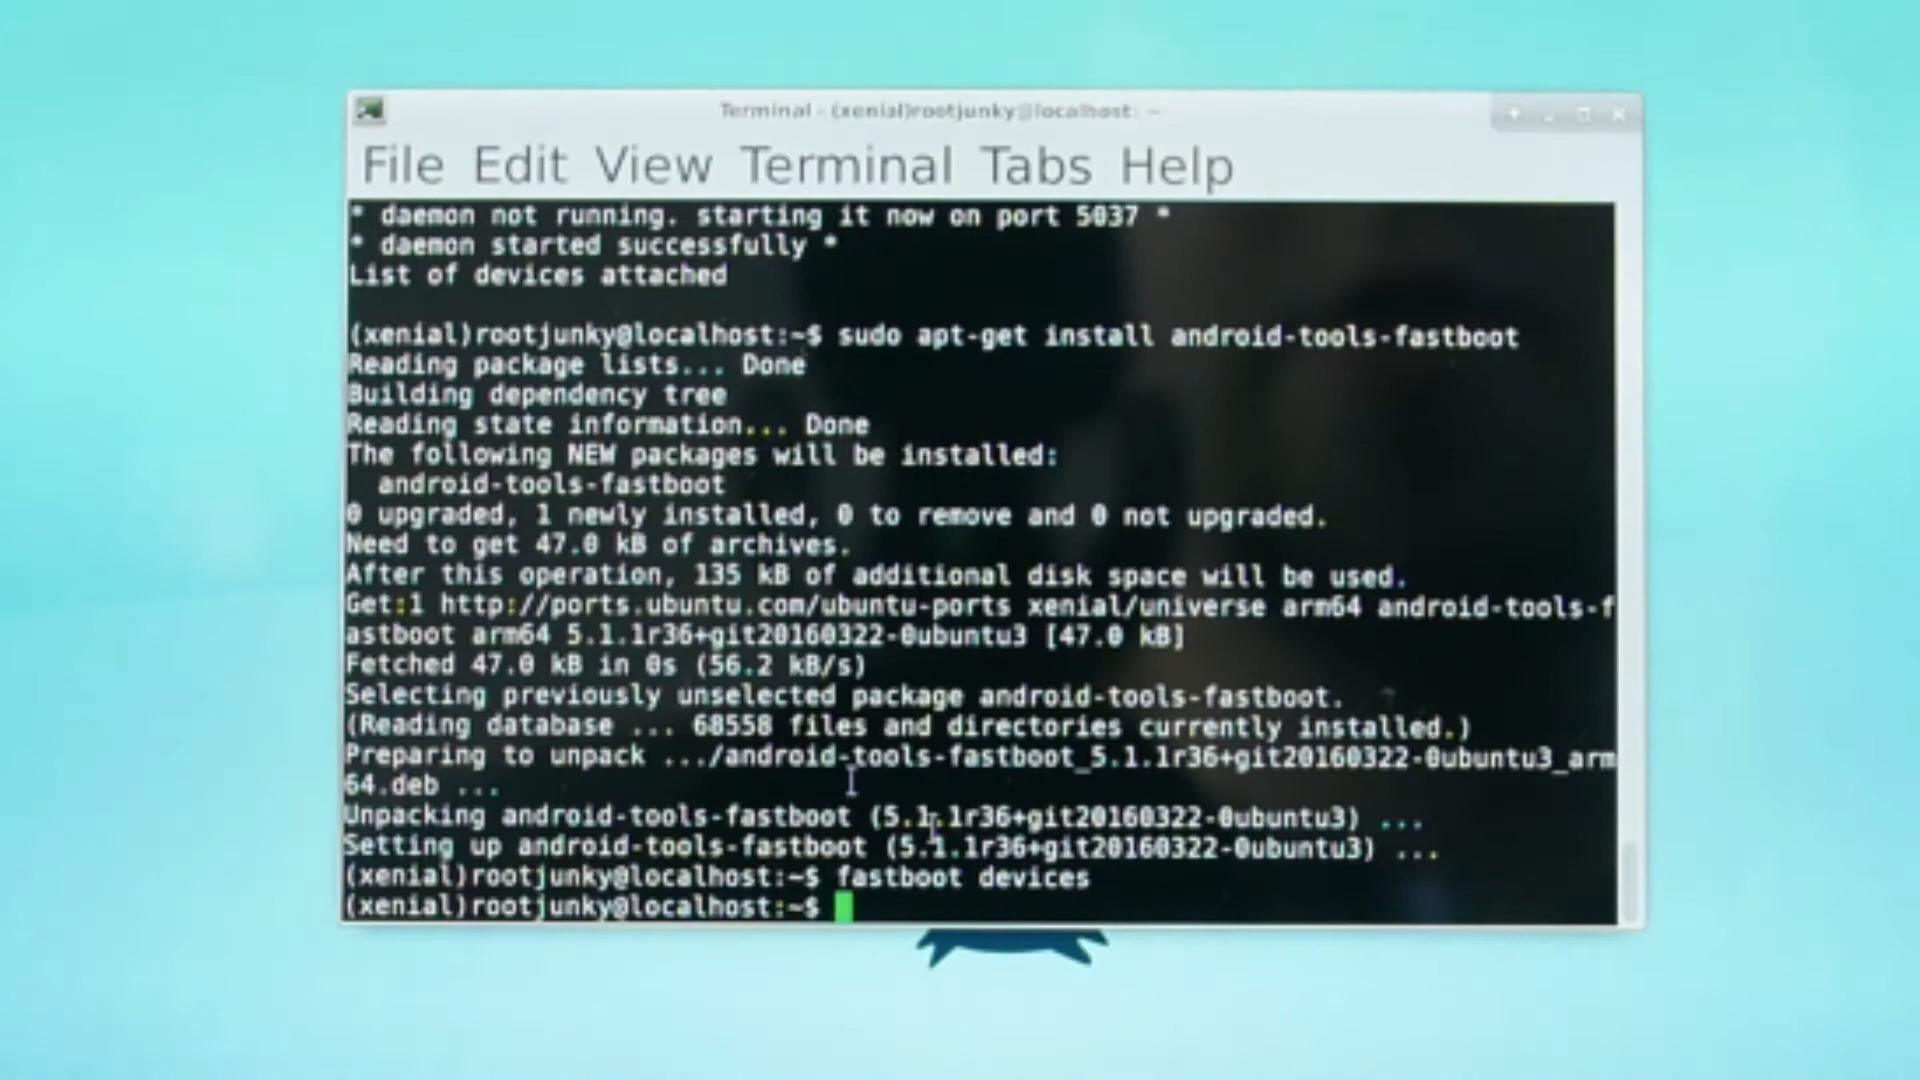 Terminal - (xenial)rootjunky@localhost: ~
File Edit View Terminal Tabs Help
* daemon not running. starting it now on port 5037 *
* daemon started successfully *
List of devices attached
(xenial)rootjunky@localhost:~$ sudo apt-get install android-tools-fastboot
Reading package lists... Done
Building dependency tree
Reading state information... Done
The following NEW packages will be installed:
android-tools-fastboot
0 upgraded, 1 newly installed, 0 to remove and 0 not upgraded.
Need to get 47.0 kB of archives.
After this operation, 135 kB of additional disk space will be used.
Get:1 http://ports.ubuntu.com/ubuntu-ports xenial/universe arm64 android-tools-f
astboot arm64 5.1.1r36+git20160322-0ubuntu3 [47.0 kB]
Fetched 47.0 kB in 0s (56.2 kB/s)
Selecting previously unselected package android-tools-fastboot.
(Reading database ... 68558 files and directories currently installed.)
Preparing to unpack .../android-tools-fastboot_5.1.1r36+git20160322-0ubuntu3_arm
64.deb ...
Unpacking android-tools-fastboot (5.1.1r36+git20160322-0ubuntu3) ...
Setting up android-tools-fastboot (5.1.1r36+git20160322-0ubuntu3) ...
(xenial)rootjunky@localhost:~$ fastboot devices
(xenial)rootjunky@localhost:~$